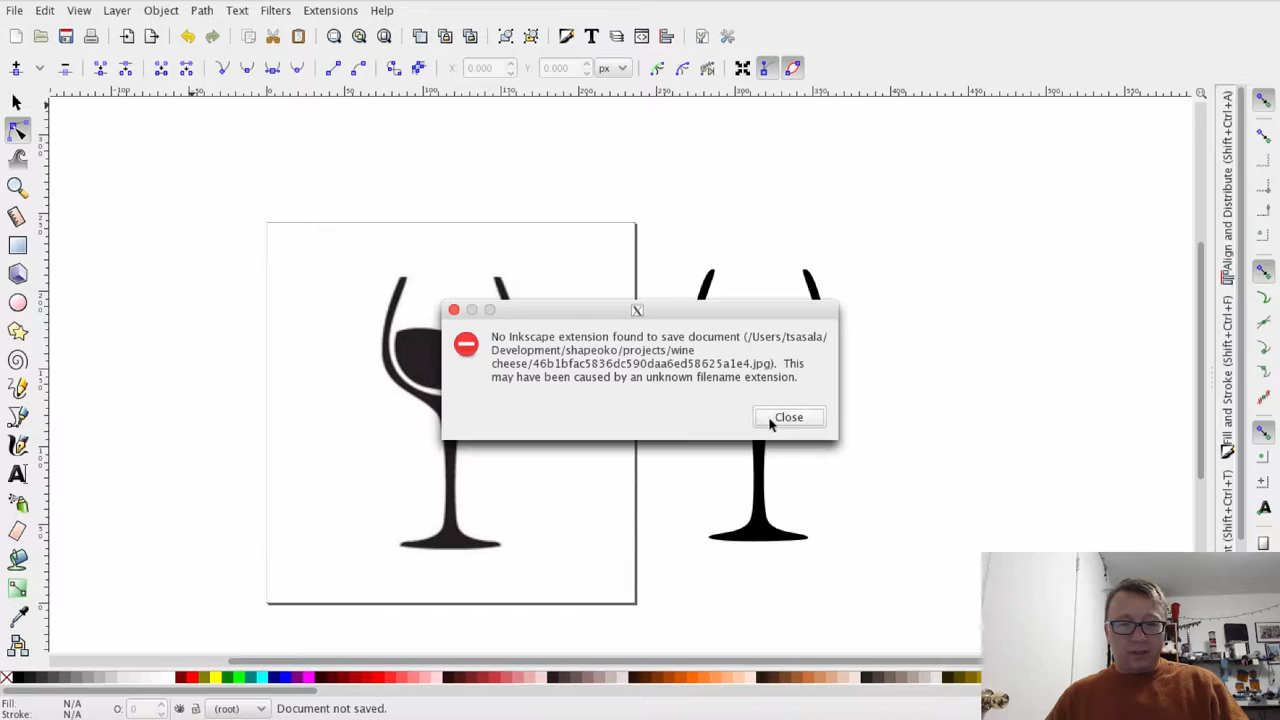 File Edit View Layer Object Path Text Filters Extensions Help
X: 0.000 Y: 0.000 px
No Inkscape extension found to save document (/Users/tsasala/
Development/shapeoko/projects/wine
cheese/46b1bfac5836dc590daa6ed58625a1e4.jpg). This
may have been caused by an unknown filename extension.
Close
Align and Distribute (Shift+Ctrl+A)
Fill and Stroke (Shift+Ctrl+F)
(Shift+Ctrl+T)
Fill: N/A
Stroke: N/A
O: 0
(root)
Document not saved.